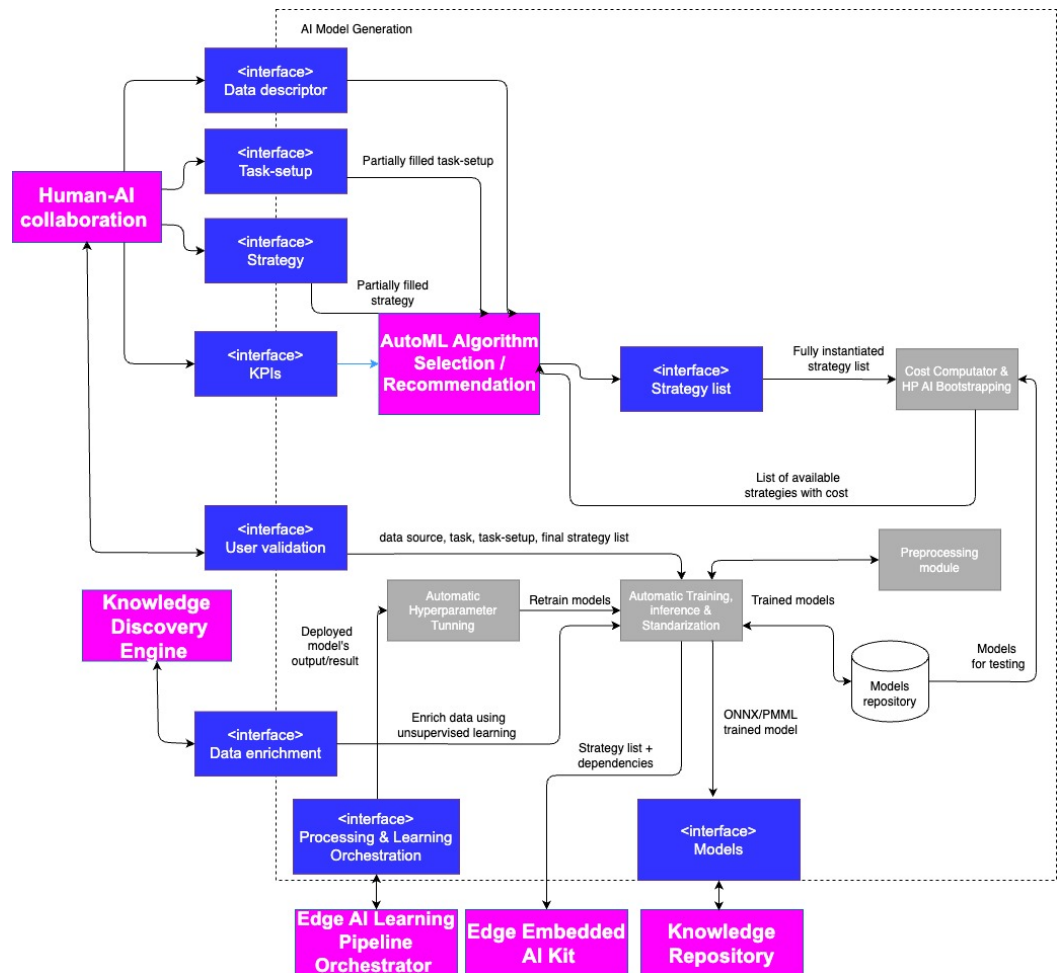 AI Model Generation
<interface>
Data descriptor
<interface>
Task-setup
Partially filled task-setup
Human-AI
collaboration
<interface>
Strategy
Partially filled
strategy
<interface>
KPIs
AutoML Algorithm
Selection /
Recommendation
<interface>
Strategy list
Fully instantiated
strategy list
Cost Computator &
HP AI Bootstrapping
List of available
strategies with cost
<interface>
User validation
data source, task, task-setup, final strategy list
Preprocessing
module
Knowledge
Discovery
Engine
Automatic
Hyperparameter
Tunning
Retrain models
Automatic Training,
inference &
Standarization
Trained models
Deployed
model's
output/result
Models
repository
Models
for testing
<interface>
Data enrichment
Enrich data using
unsupervised learning
Strategy list +
dependencies
ONNX/PMML
trained model
<interface>
Processing & Learning
Orchestration
<interface>
Models
Edge AI Learning
Pipeline
Orchestrator
Edge Embedded
AI Kit
Knowledge
Repository